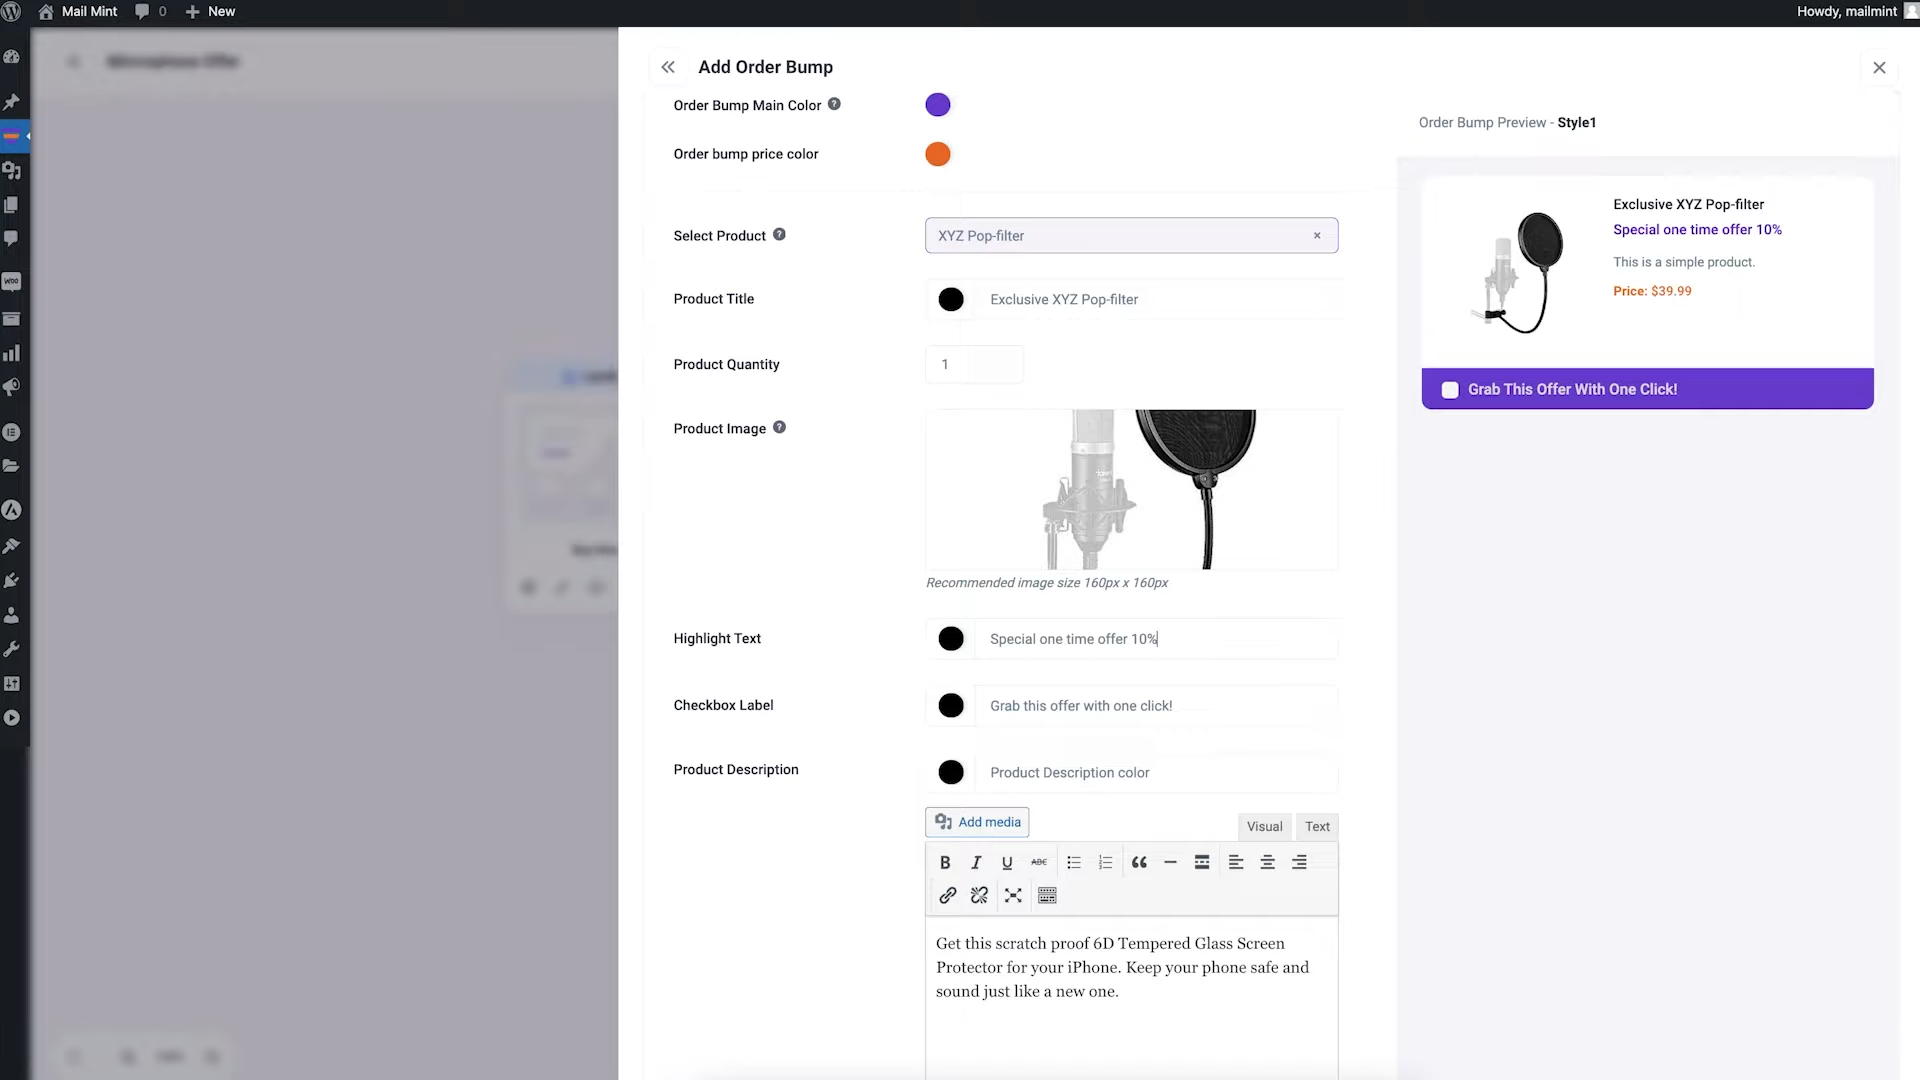 Mail Mint
0
New
Howdy, mailmint
Add Order Bump
Order Bump Main Color
Order bump price color
Select Product
XYZ Pop-filter
Product Title
Exclusive XYZ Pop-filter
Product Quantity
1
Product Image
Recommended image size 160px x 160px
Highlight Text
Special one time offer 10%
Checkbox Label
Grab this offer with one click!
Product Description
Product Description color
Add media
Visual
Text
Get this scratch proof 6D Tempered Glass Screen
Protector for your iPhone. Keep your phone safe and
sound just like a new one.
Order Bump Preview - Style1
Exclusive XYZ Pop-filter
Special one time offer 10%
This is a simple product.
Price: $39.99
Grab This Offer With One Click!